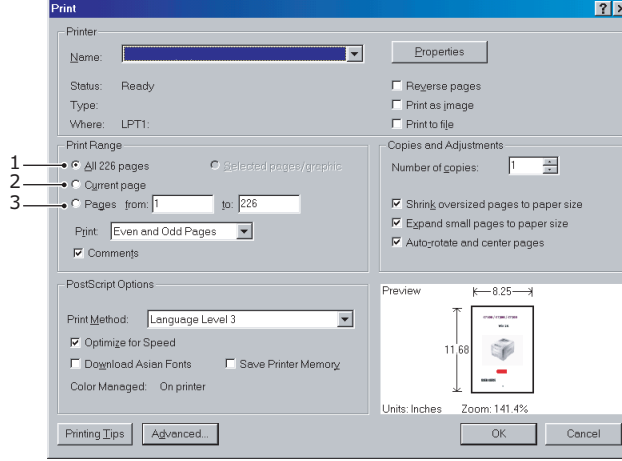 Print
Printer
Name:
Properties
Status: Ready
Reverse pages
Type:
Print as image
Where: LPT1:
Print to file
Print Range
Copies and Adjustments
1
All 226 pages
Selected pages/graphic
Number of copies: 1
2
Current page
3
Pages from: 1 to: 226
Shrink oversized pages to paper size
Print: Even and Odd Pages
Expand small pages to paper size
Comments
Auto-rotate and center pages
PostScript Options
Preview
8.25
Print Method: Language Level 3
Optimize for Speed
11.68
Download Asian Fonts
Save Printer Memory
Color Managed: On printer
Units: Inches Zoom: 141.4%
Printing Tips
Advanced...
OK
Cancel